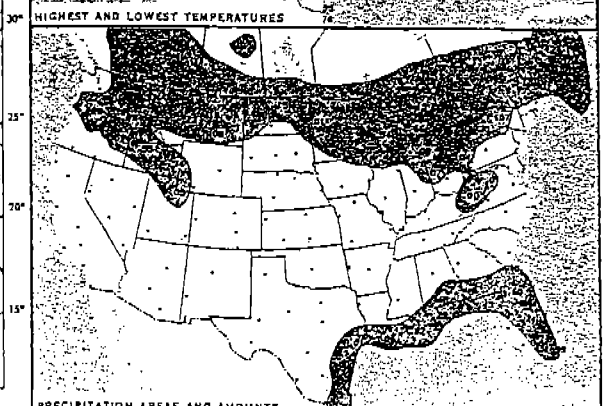 30°
HIGHEST AND LOWEST TEMPERATURES
25°
20°
15°
PRECIPITATION AREAS AND AMOUNTS